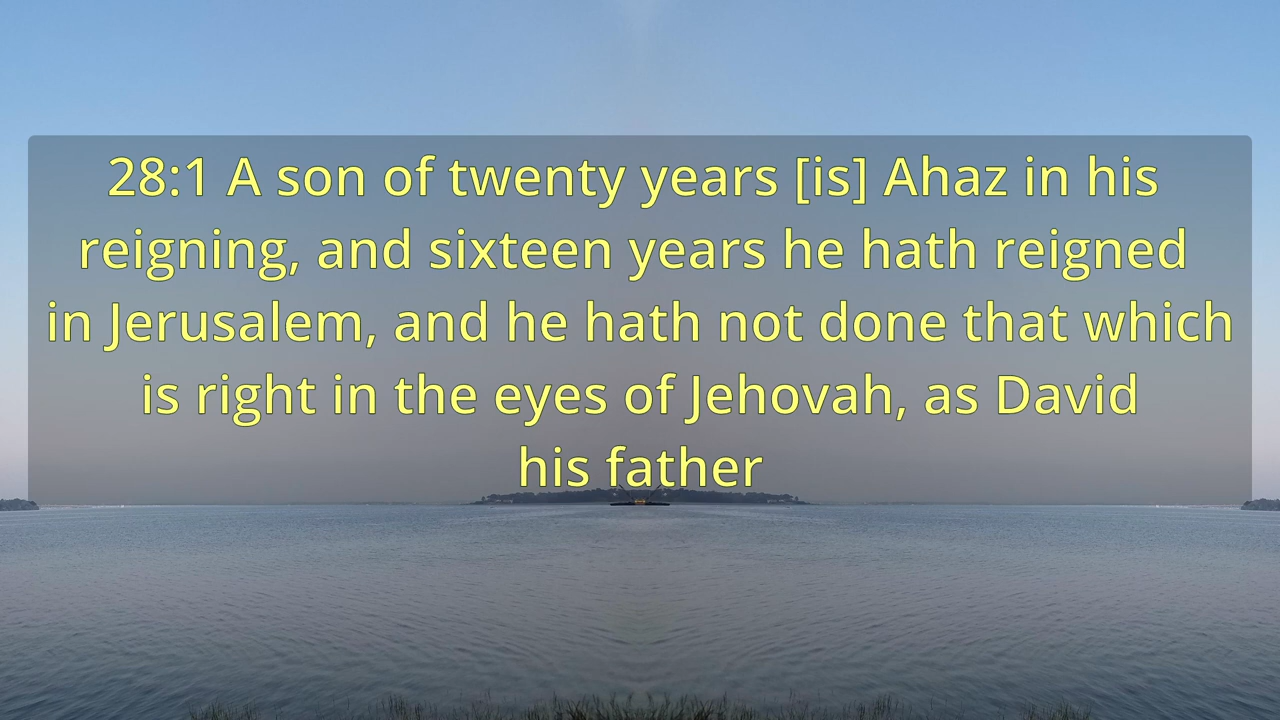 28:1 A son of twenty years [is] Ahaz in his
reigning, and sixteen years he hath reigned
in Jerusalem, and he hath not done that which
is right in the eyes of Jehovah, as David
his father